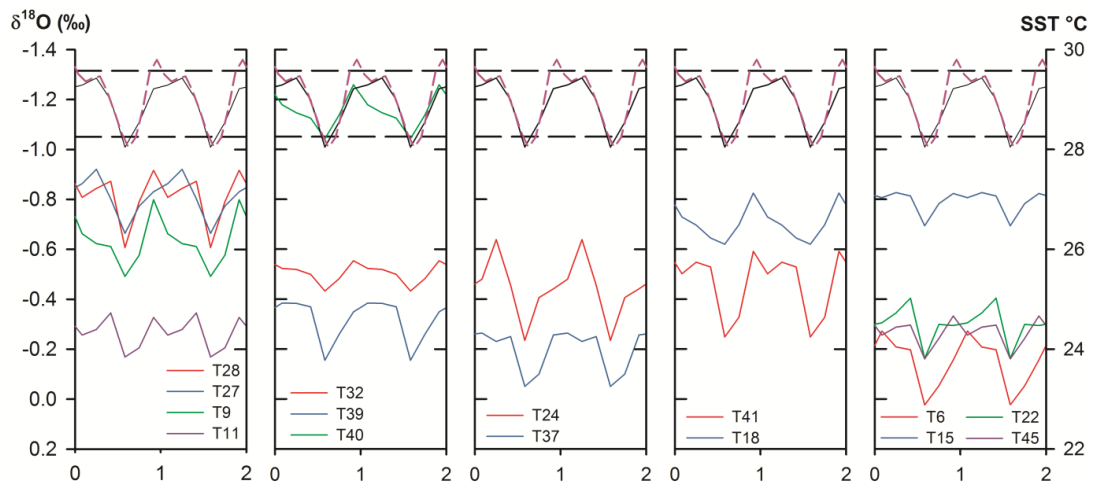 δ18O (‰) SST °C
-1.4 30
-1.2
-1.0 28
-0.8
-0.6 26
-0.4
-0.2 24
0.0
0.2 22
T28
T27
T9
T11
T32
T39
T40
T24
T37
T41
T18
T6 T22
T15 T45
0 1 2 0 1 2 0 1 2 0 1 2 0 1 2